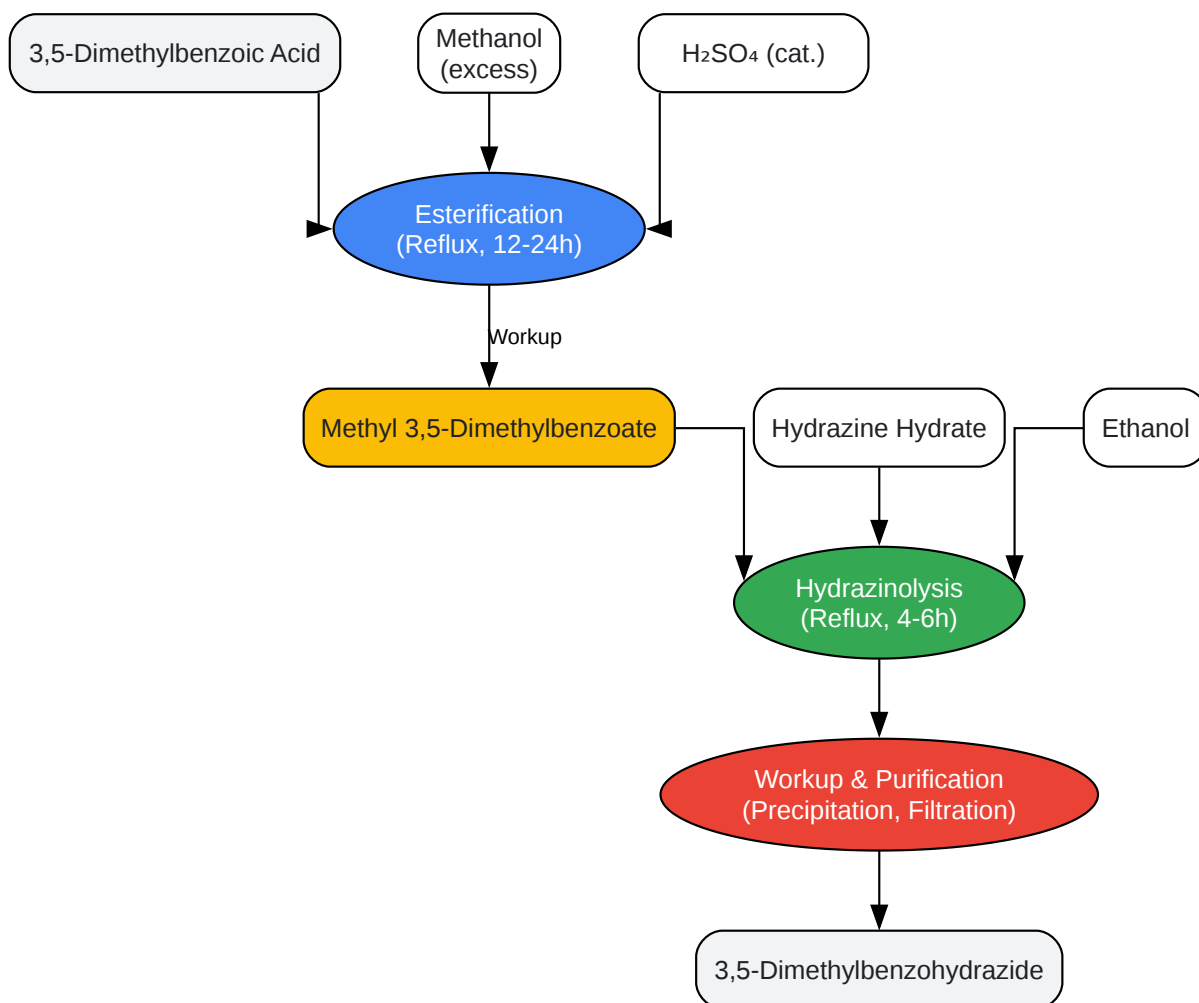 3,5-Dimethylbenzoic Acid
Methanol
(excess)
H₂SO₄ (cat.)
Esterification
(Reflux, 12-24h)
Workup
Methyl 3,5-Dimethylbenzoate
Hydrazine Hydrate
Ethanol
Hydrazinolysis
(Reflux, 4-6h)
Workup & Purification
(Precipitation, Filtration)
3,5-Dimethylbenzohydrazide